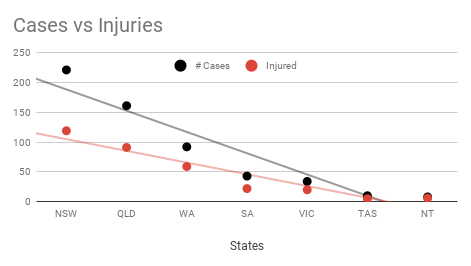 Cases vs Injuries
250
# Cases
Injured
200
150
100
50
0
NSW
QLD
WA
SA
VIC
TAS
NT
States